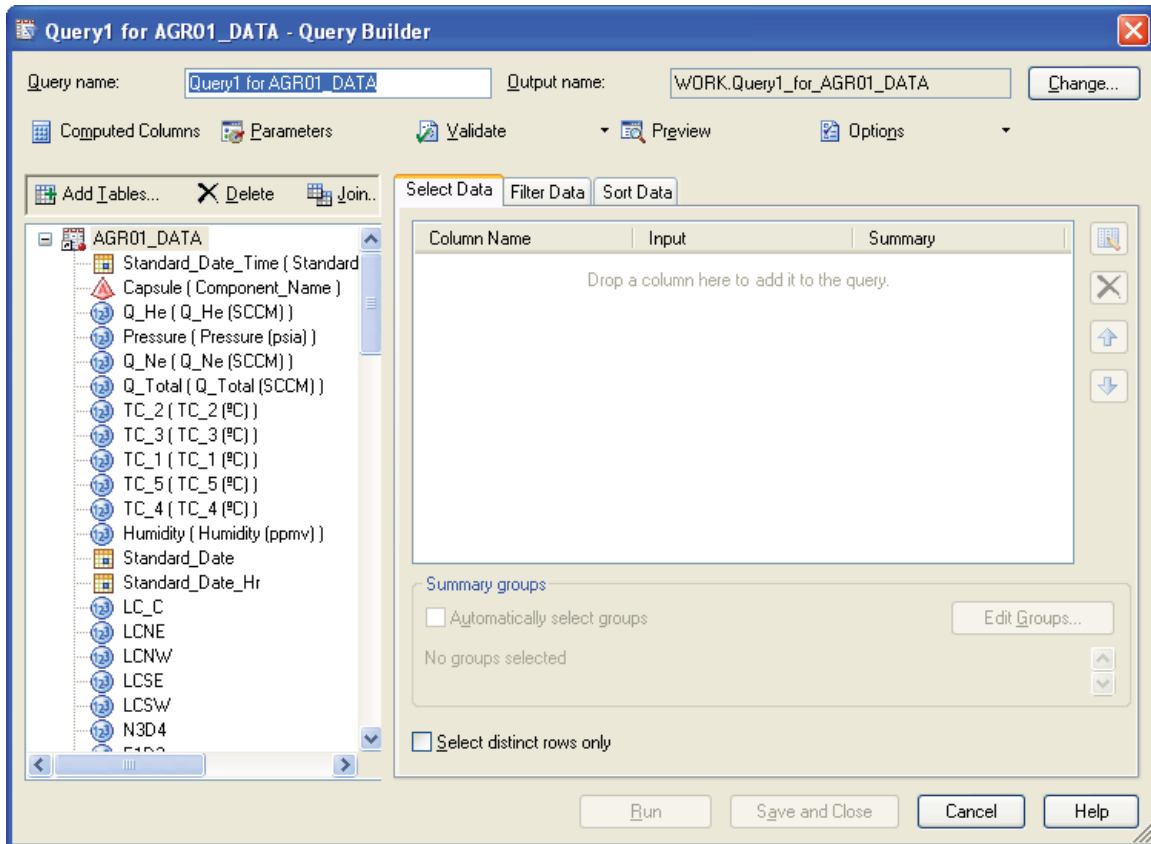 Query1 for AGR01_DATA - Query Builder
Query name: Query1 for AGR01_DATA Output name: WORK.Query1_for_AGR01_DATA Change...
Computed Columns Parameters Validate Preview Options
Add Tables... Delete Join..
Select Data Filter Data Sort Data
AGR01_DATA
Standard_Date_Time ( Standard
Capsule ( Component_Name )
Q_He ( Q_He (SCCM) )
Pressure ( Pressure (psia) )
Q_Ne ( Q_Ne (SCCM) )
Q_Total ( Q_Total (SCCM) )
TC_2 ( TC_2 (ºC) )
TC_3 ( TC_3 (ºC) )
TC_1 ( TC_1 (ºC) )
TC_5 ( TC_5 (ºC) )
TC_4 ( TC_4 (ºC) )
Humidity ( Humidity (ppmv) )
Standard_Date
Standard_Date_Hr
LC_C
LCNE
LCNW
LCSE
LCSW
N3D4
Column Name Input Summary
Drop a column here to add it to the query.
Summary groups
Automatically select groups Edit Groups...
No groups selected
Select distinct rows only
Run Save and Close Cancel Help